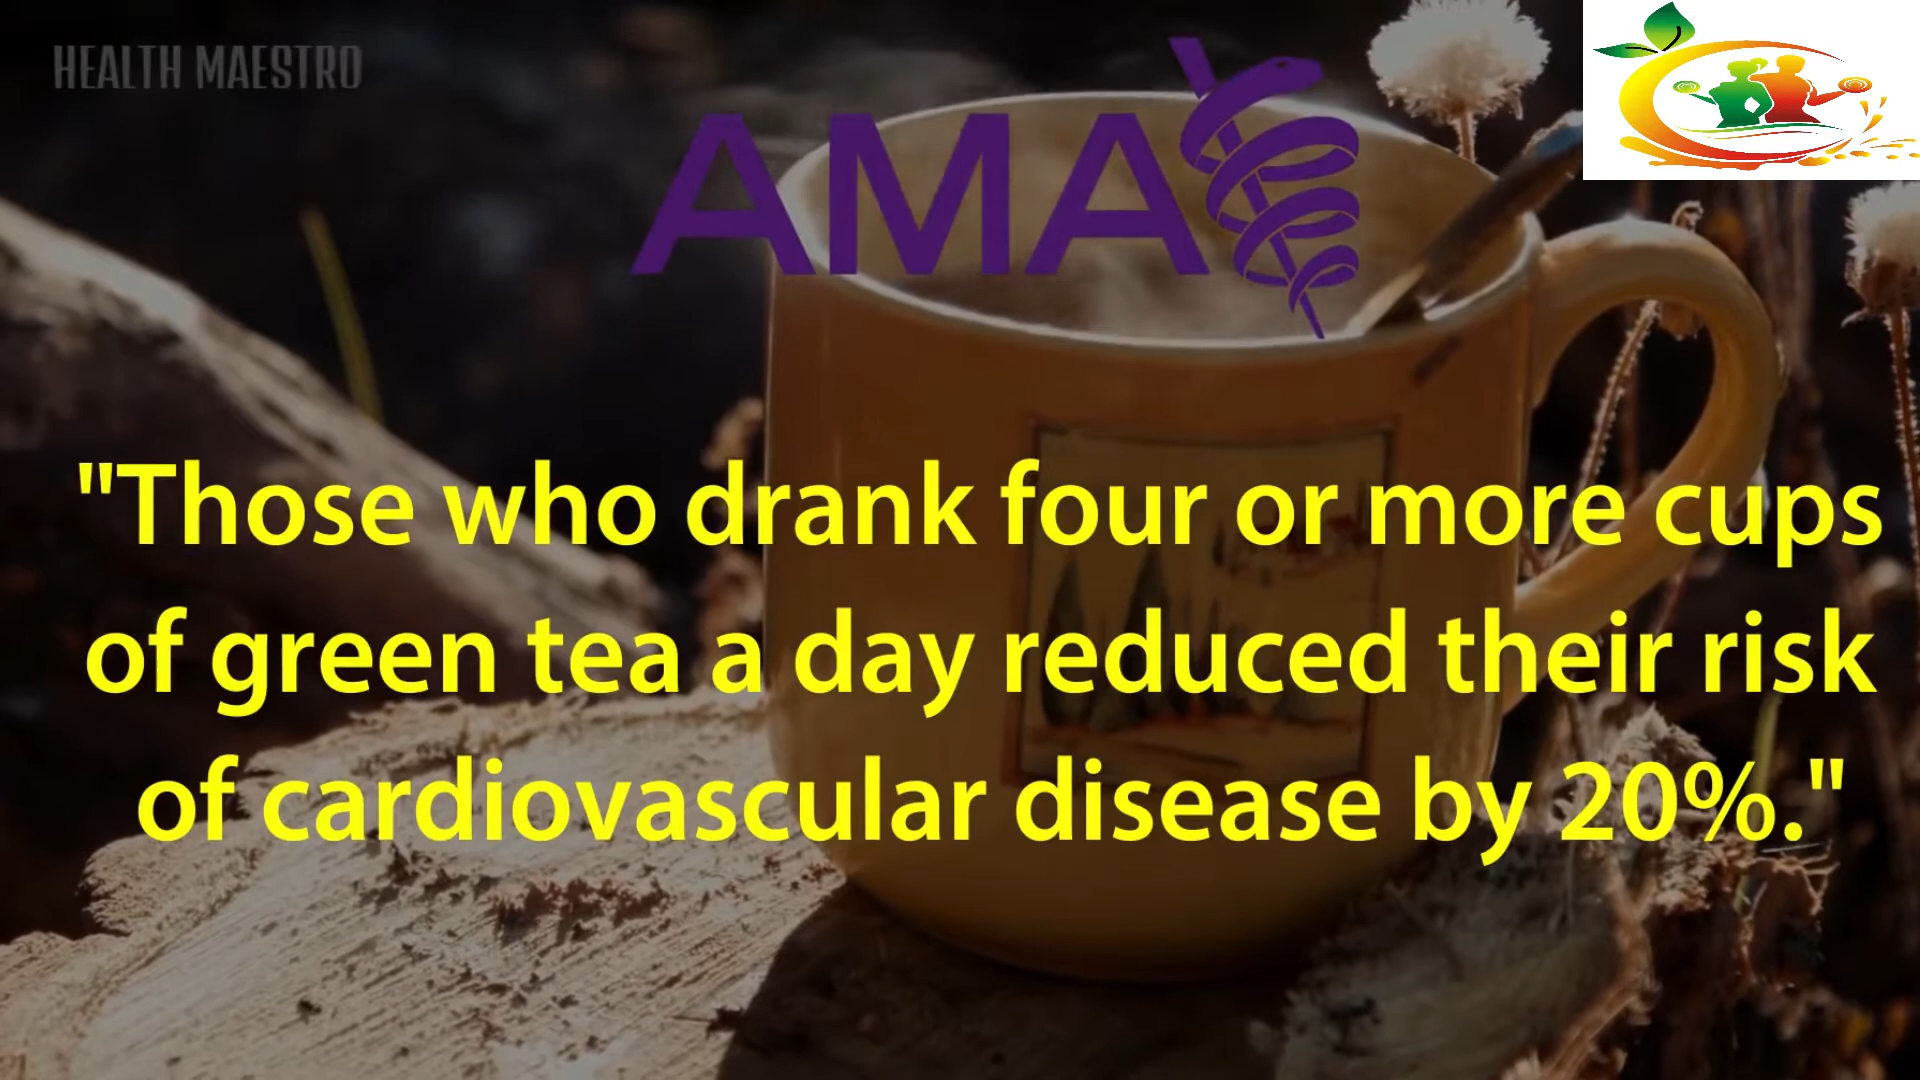 HEALTH MAESTRO
AMA
"Those who drank four or more cups
of green tea a day reduced their risk
of cardiovascular disease by 20%."